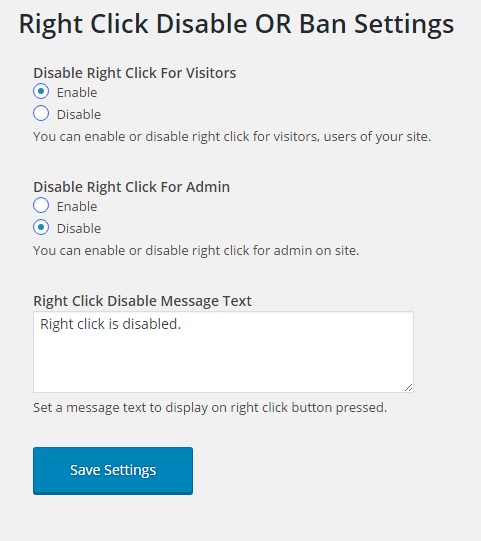 Right Click Disable OR Ban Settings
Disable Right Click For Visitors
Enable
Disable
You can enable or disable right click for visitors, users of your site.
Disable Right Click For Admin
Enable
Disable
You can enable or disable right click for admin on site.
Right Click Disable Message Text
Right click is disabled.
Set a message text to display on right click button pressed.
Save Settings